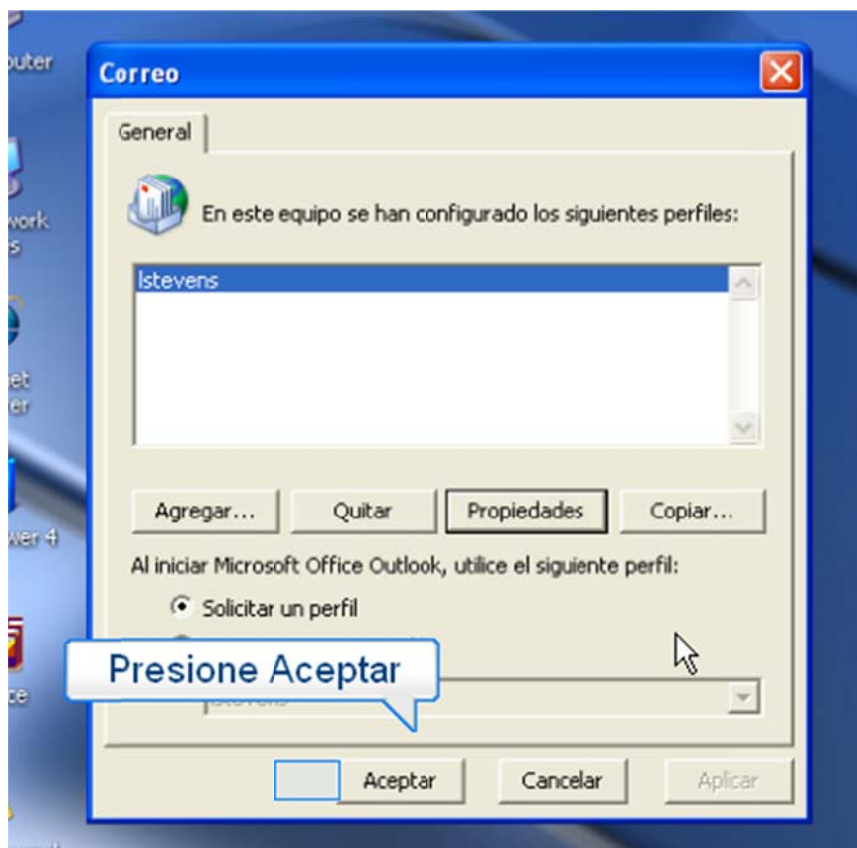 Correo
General
En este equipo se han configurado los siguientes perfiles:
lstevens
Agregar... Quitar Propiedades Copiar...
Al iniciar Microsoft Office Outlook, utilice el siguiente perfil:
Solicitar un perfil
Presione Aceptar
Aceptar Cancelar Aplicar